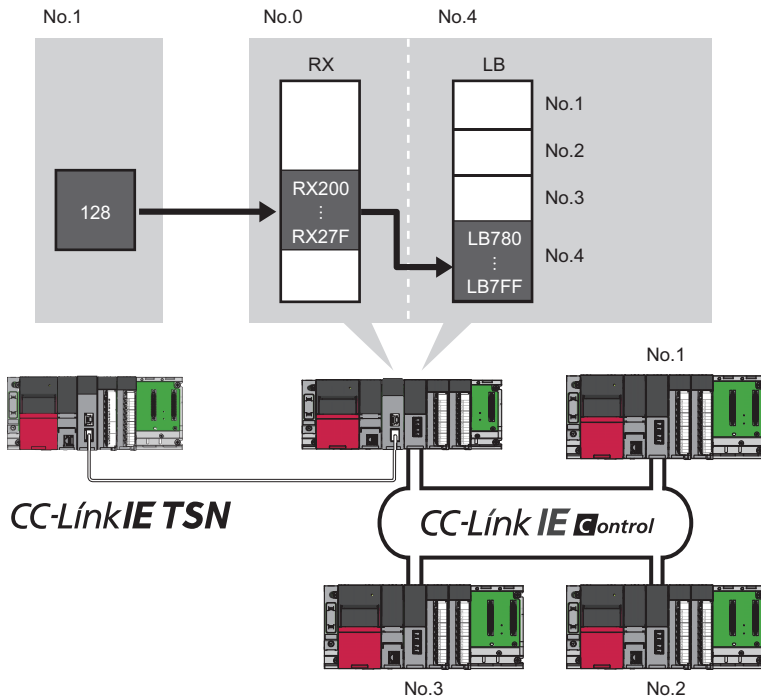 No.1
No.0
No.4
RX
LB
No.1
No.2
No.3
No.4
128
RX200
⋮
RX27F
LB780
⋮
LB7FF
No.1
CC-Link IE TSN
CC-Link IE Control
No.3
No.2